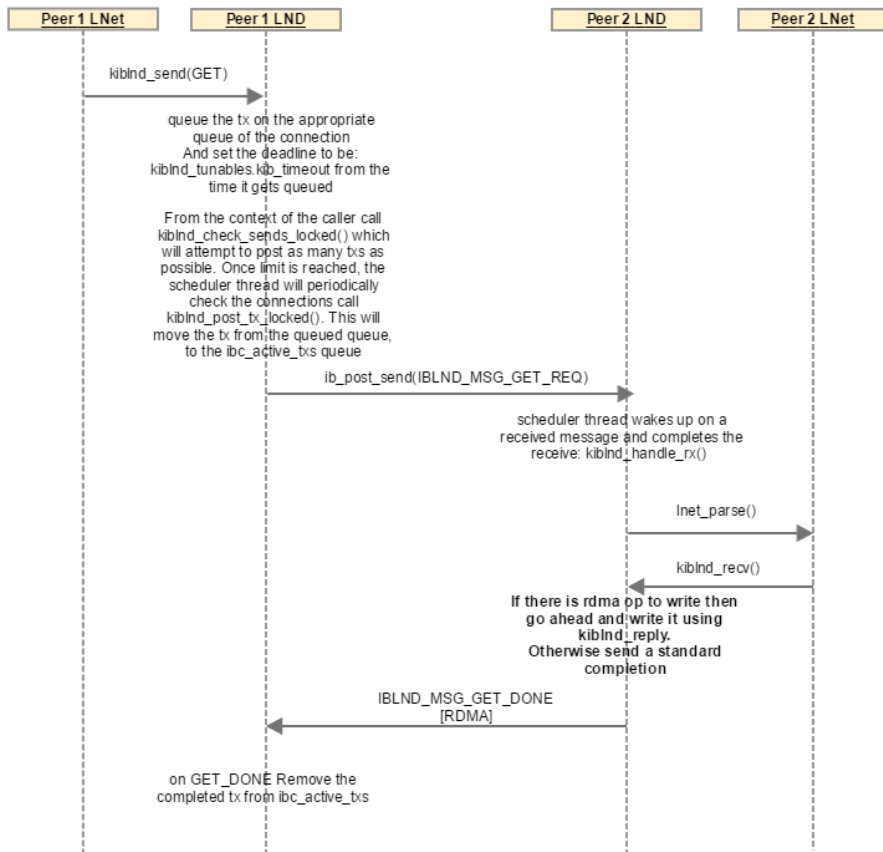 Peer 1 LNet
Peer 1 LND
Peer 2 LND
Peer 2 LNet
kiblnd_send(GET)
queue the tx on the appropriate
queue of the connection
And set the deadline to be:
kiblnd_tunables.kib_timeout from the
time it gets queued
From the context of the caller call
kiblnd_check_sends_locked() which
will attempt to post as many txs as
possible. Once limit is reached, the
scheduler thread will periodically
check the connections call
kiblnd_post_tx_locked(). This will
move the tx from the queued queue,
to the ibc_active_txs queue
ib_post_send(IBLND_MSG_GET_REQ)
scheduler thread wakes up on a
received message and completes the
receive: kiblnd_handle_rx()
lnet_parse()
kiblnd_recv()
If there is rdma op to write then
go ahead and write it using
kiblnd_reply.
Otherwise send a standard
completion
IBLND_MSG_GET_DONE
[RDMA]
on GET_DONE Remove the
completed tx from ibc_active_txs